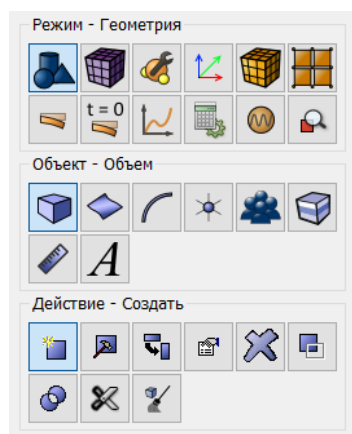 Режим - Геометрия
t = 0
Объект - Объем
A
Действие - Создать